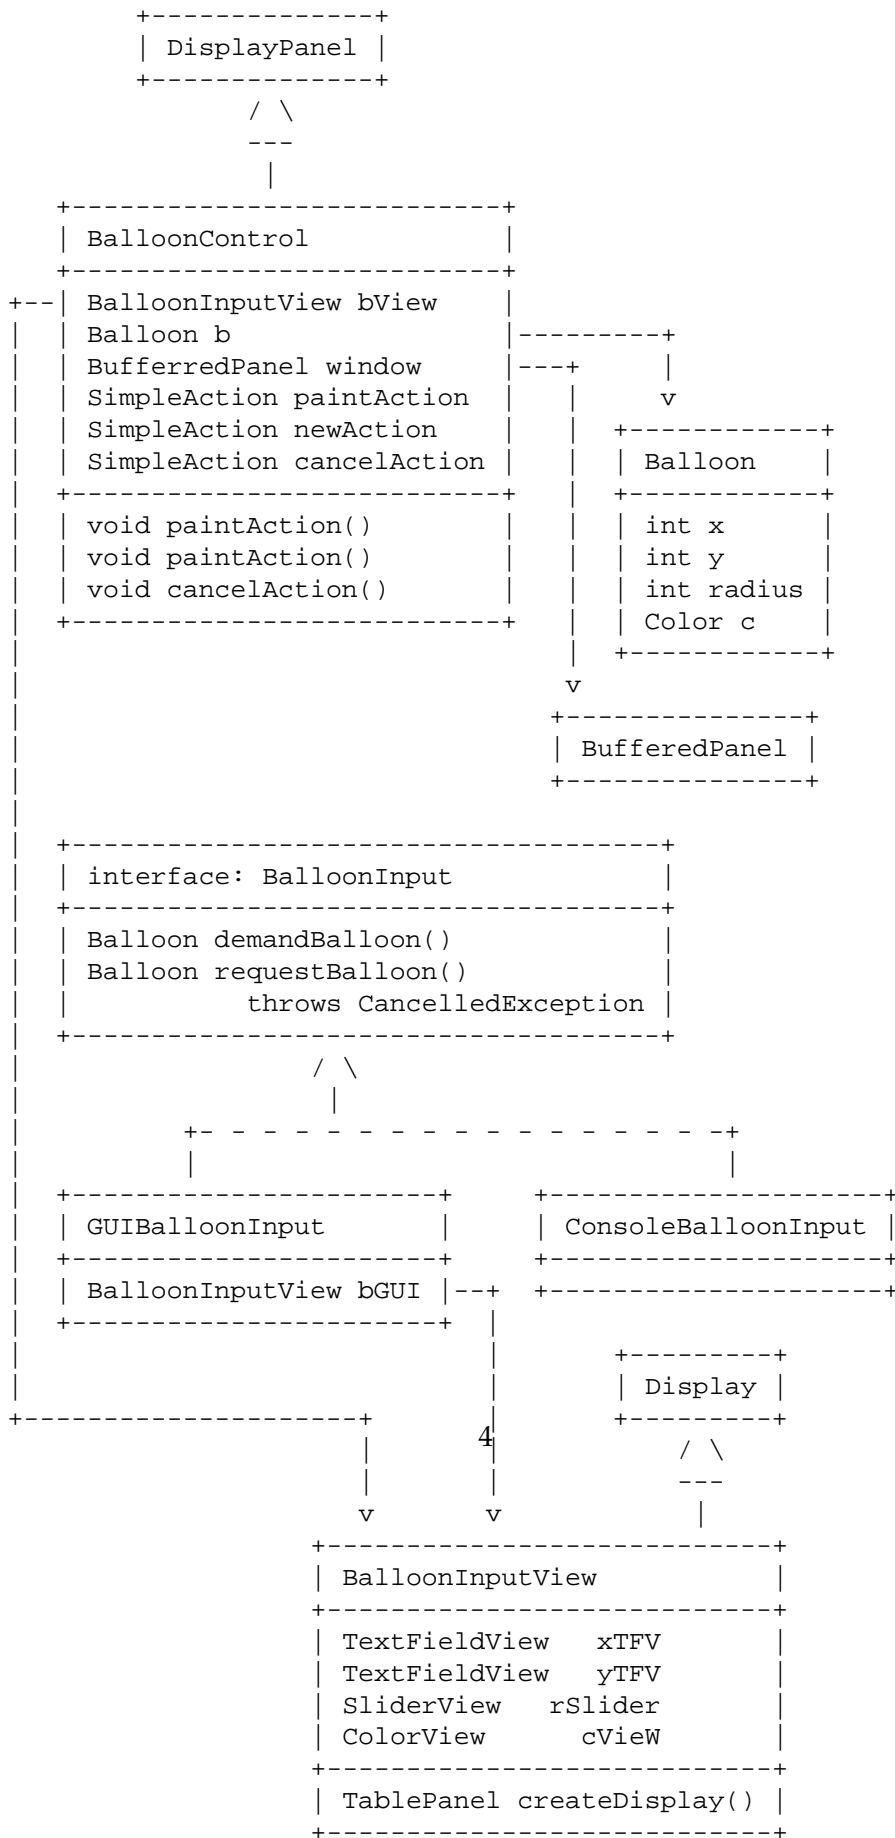 DisplayPanel
BalloonControl
BalloonInputView bView
Balloon b
BufferredPanel window
SimpleAction paintAction
v
SimpleAction newAction
SimpleAction cancelAction
Balloon
void paintAction()
int x
void paintAction()
int y
void cancelAction()
int radius
Color c
v
BufferedPanel
interface: BalloonInput
Balloon demandBalloon()
Balloon requestBalloon()
throws CancelledException
GUIBalloonInput
ConsoleBalloonInput
BalloonInputView bGUI
Display
4
v v
BalloonInputView
TextFieldView xTFV
TextFieldView yTFV
SliderView rSlider
ColorView cVieW
TablePanel createDisplay()